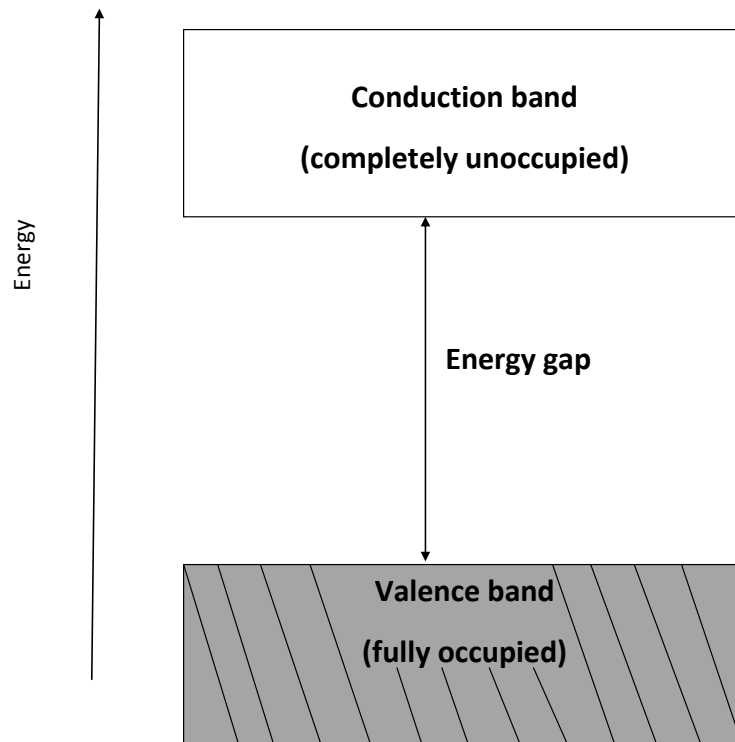 Conduction band
(completely unoccupied)
Energy
Energy gap
Valence band
(fully occupied)